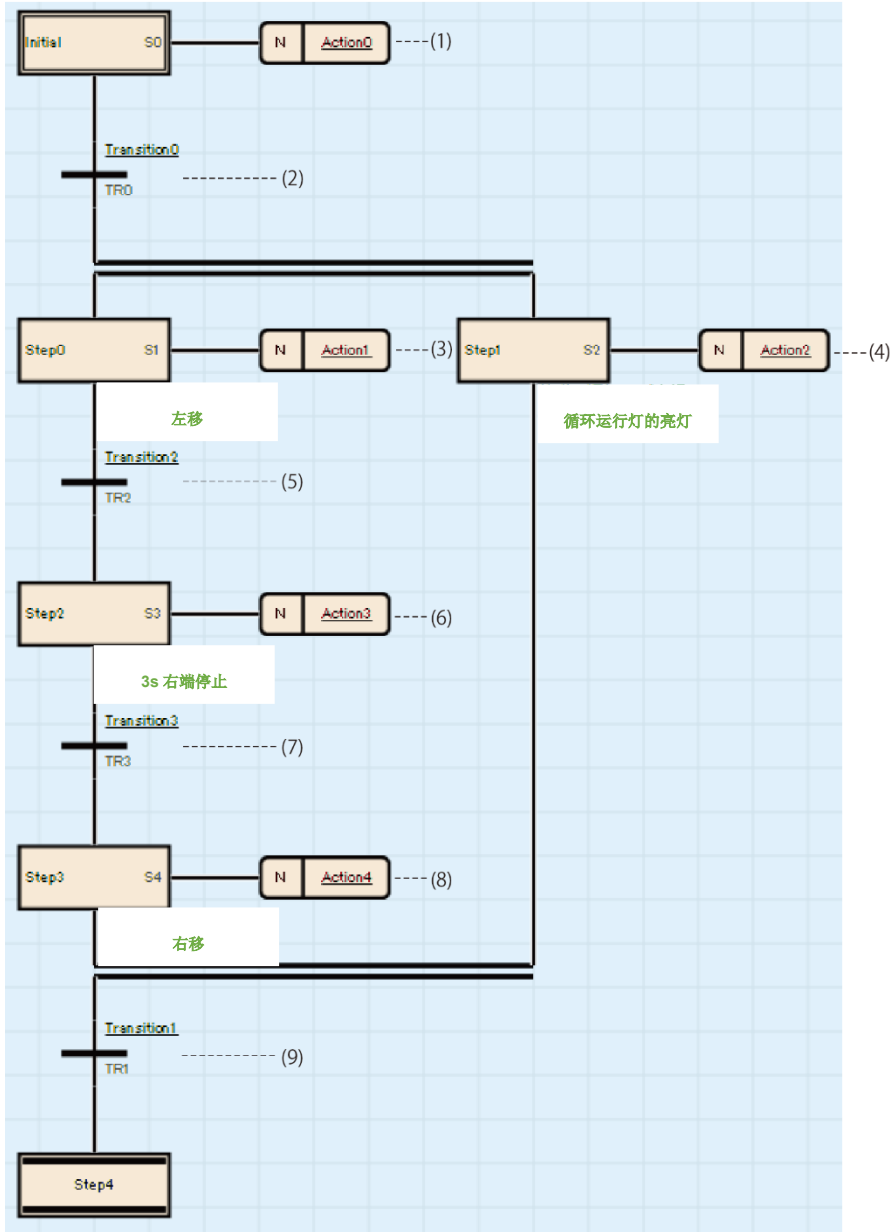 Initial S0 N Action0 ----(1)
Transition0
TR0 ---------- (2)
Step0 S1 N Action1 ----(3)
Step1 S2 N Action2 ----(4)
左移
循环运行灯的亮灯
Transition2
TR2 ---------- (5)
Step2 S3 N Action3 ----(6)
3s 右端停止
Transition3
TR3 ---------- (7)
Step3 S4 N Action4 ----(8)
右移
Transition1
TR1 ---------- (9)
Step4